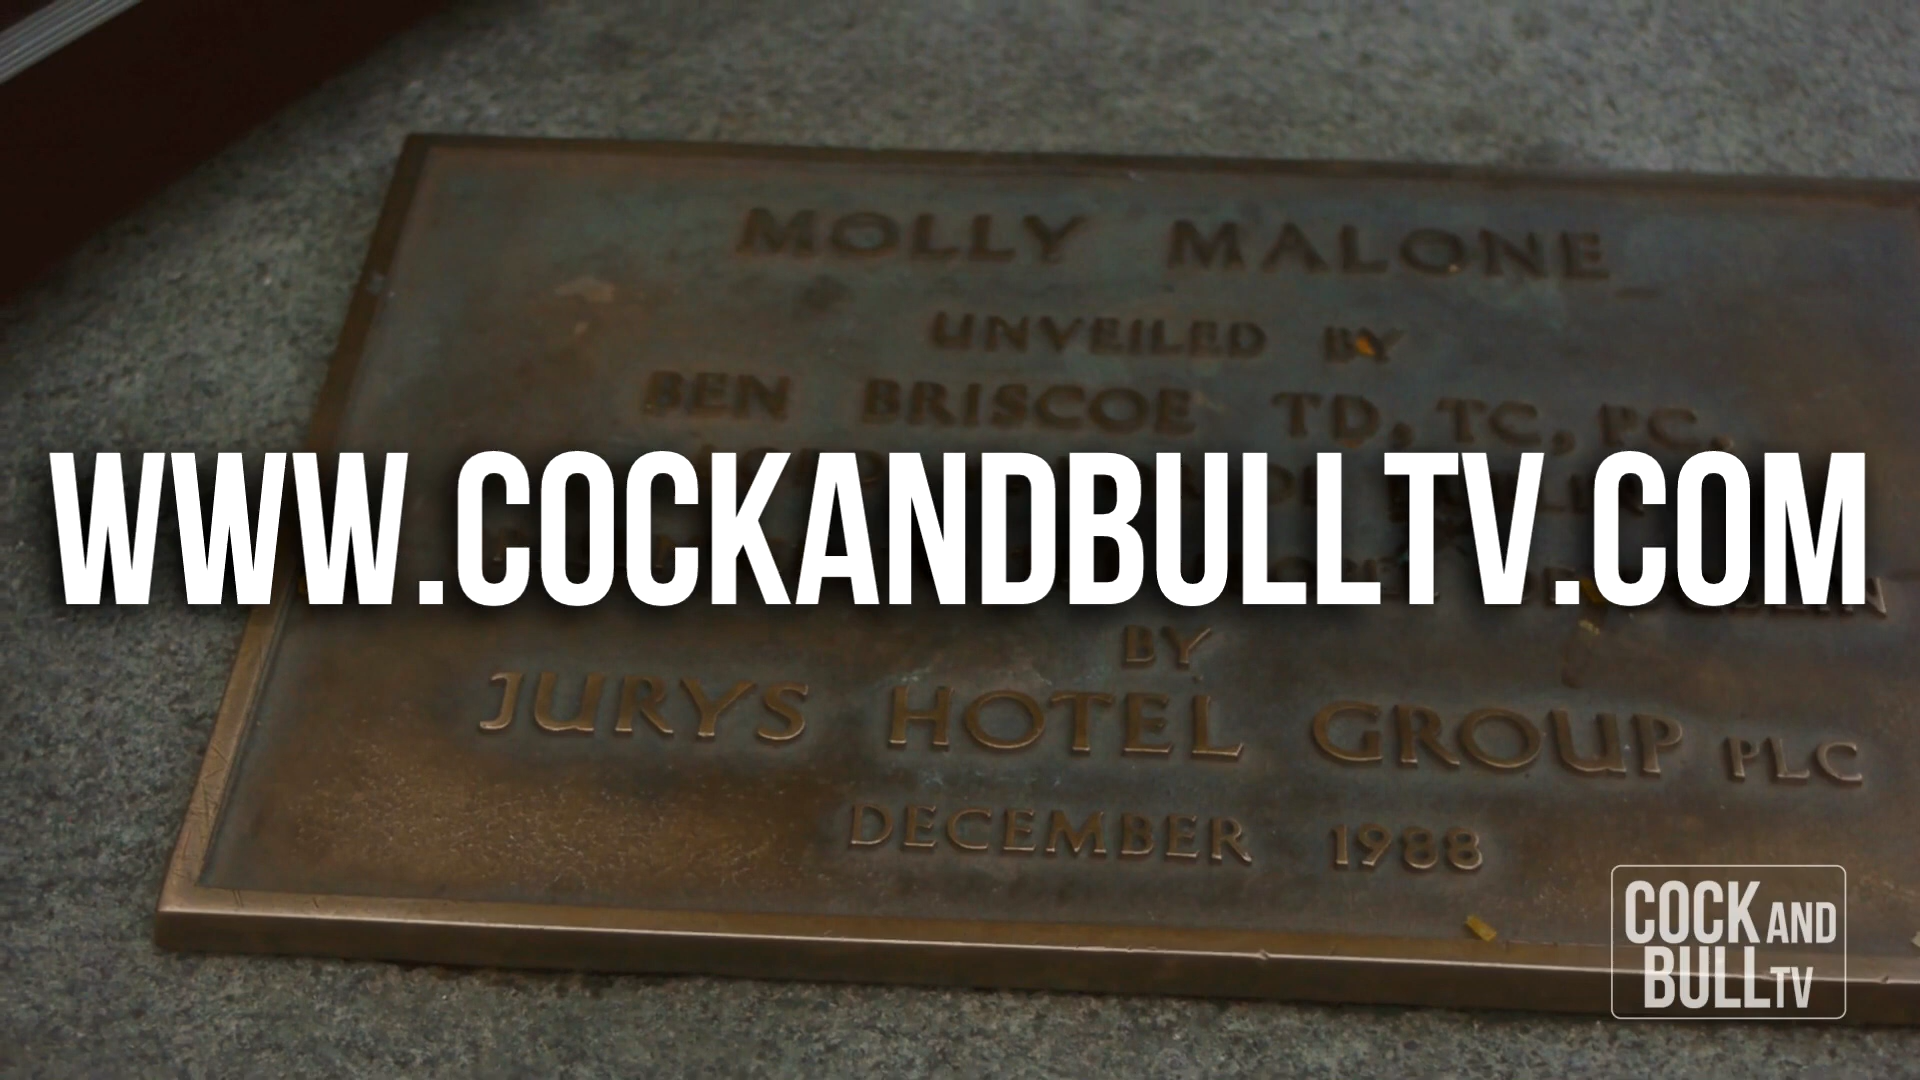 MOLLY MALONE
UNVEILED BY
BEN BRISCOE TD, TC, PC,
WWW.COCKANDBULLTV.COM
BY
JURYS HOTEL GROUP PLC
DECEMBER 1988
COCK AND
BULL TV